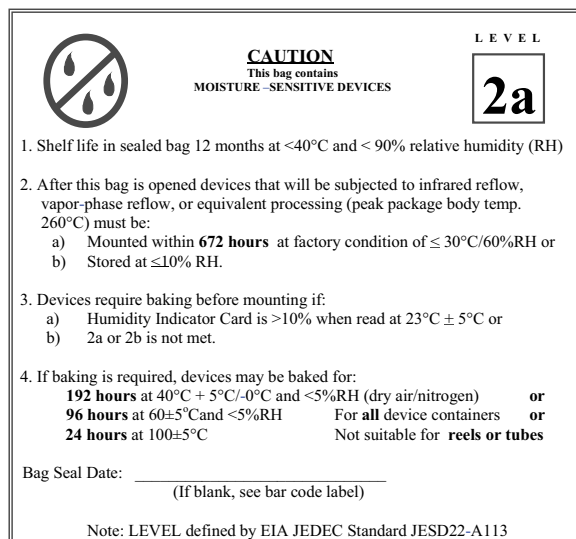 L E V E L
CAUTION
This bag contains
MOISTURE –SENSITIVE DEVICES
2a
1. Shelf life in sealed bag 12 months at <40°C and < 90% relative humidity (RH)
2. After this bag is opened devices that will be subjected to infrared reflow,
vapor-phase reflow, or equivalent processing (peak package body temp.
260°C) must be:
a) Mounted within 672 hours at factory condition of ≤ 30°C/60%RH or
b) Stored at ≤10% RH.
3. Devices require baking before mounting if:
a) Humidity Indicator Card is >10% when read at 23°C ± 5°C or
b) 2a or 2b is not met.
4. If baking is required, devices may be baked for:
192 hours at 40°C + 5°C/-0°C and <5%RH (dry air/nitrogen) or
96 hours at 60±5°Cand <5%RH For all device containers or
24 hours at 100±5°C Not suitable for reels or tubes
Bag Seal Date: ______________________________
(If blank, see bar code label)
Note: LEVEL defined by EIA JEDEC Standard JESD22-A113